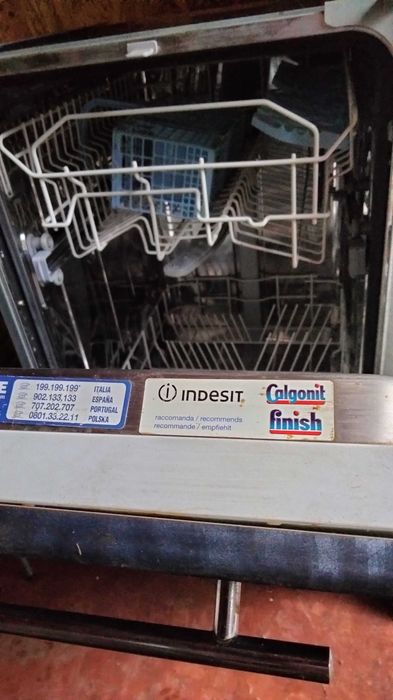 E
199.199.199* ITALIA
902.133.133 ESPAÑA
707.202.707 PORTUGAL
0801.33.22.11 POLSKA
i INDESIT
raccomanda / recommends
recommande / empfiehlt
Calgonit
finish